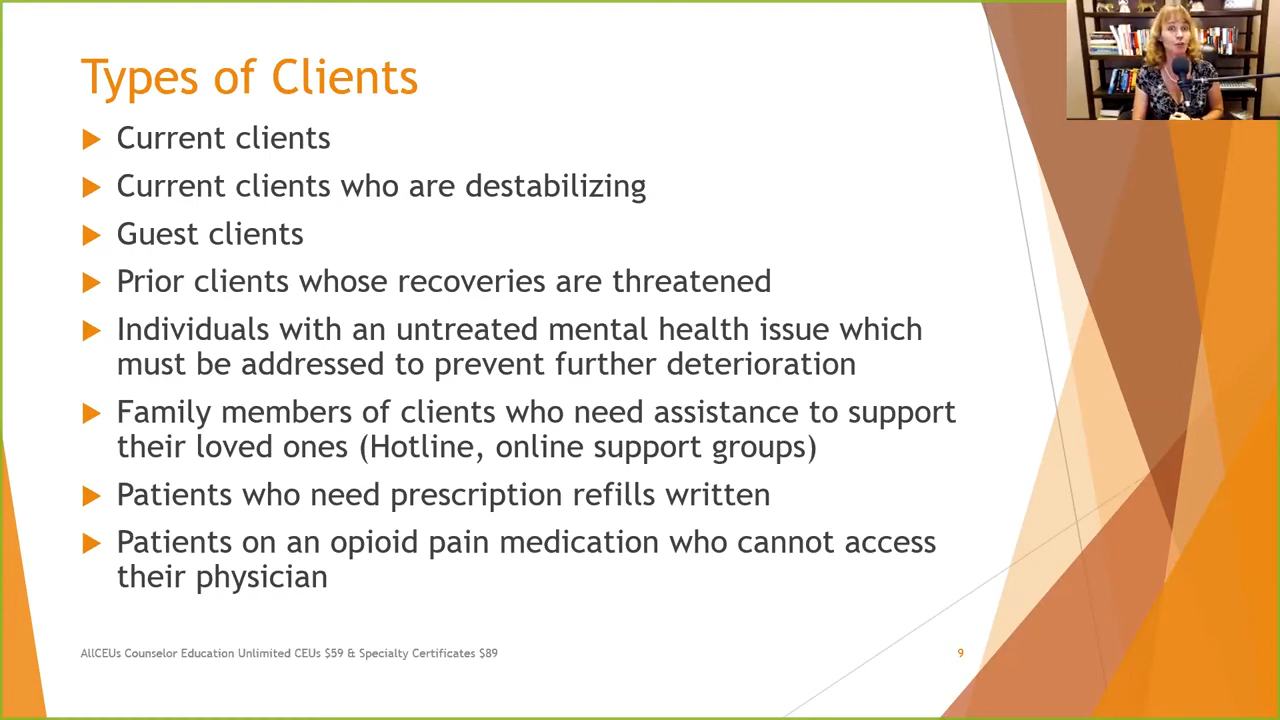 Types of Clients
Current clients
Current clients who are destabilizing
Guest clients
Prior clients whose recoveries are threatened
Individuals with an untreated mental health issue which
must be addressed to prevent further deterioration
Family members of clients who need assistance to support
their loved ones (Hotline, online support groups)
Patients who need prescription refills written
Patients on an opioid pain medication who cannot access
their physician
AllCEUs Counselor Education Unlimited CEUs $59 & Specialty Certificates $89
9